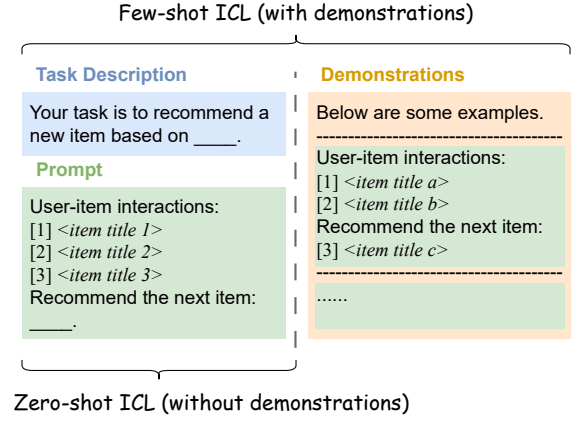 Few-shot ICL (with demonstrations)
Task Description
Your task is to recommend a
new item based on ____.
Prompt
User-item interactions:
[1] <item title 1>
[2] <item title 2>
[3] <item title 3>
Recommend the next item:
____.
Demonstrations
Below are some examples.
User-item interactions:
[1] <item title a>
[2] <item title b>
Recommend the next item:
[3] <item title c>
......
Zero-shot ICL (without demonstrations)